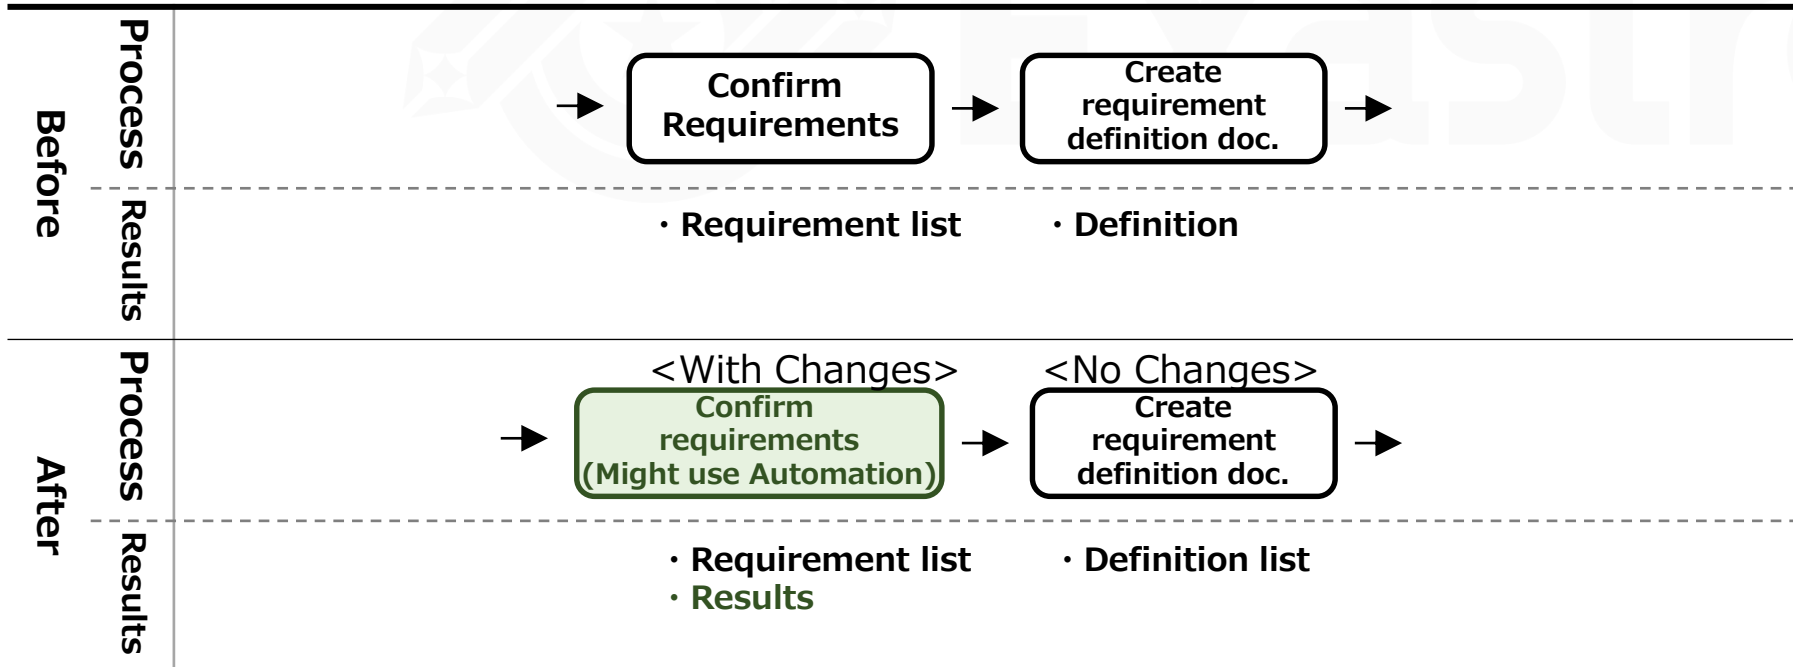 Before
Process
Confirm
Requirements
Create
requirement
definition doc.
Results
・Requirement list
・Definition
After
Process
<With Changes>
<No Changes>
Confirm
requirements
(Might use Automation)
Create
requirement
definition doc.
Results
・Requirement list
・Results
・Definition list